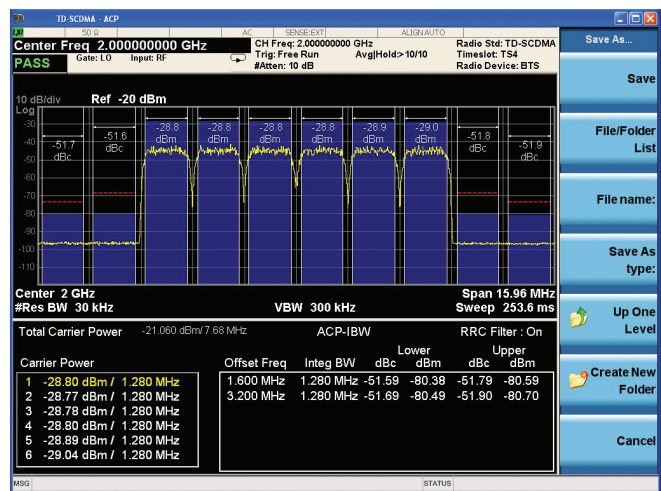 TD-SCDMA - ACP
LXI 50 Ω AC SENSE:EXT ALIGN AUTO
Center Freq 2.000000000 GHz
CH Freq: 2.000000000 GHz
Radio Std: TD-SCDMA
Trig: Free Run Avg|Hold:> 10/10
Timeslot: TS4
PASS Gate: LO Input: RF
#Atten: 10 dB
Radio Device: BTS
10 dB/div Ref -20 dBm
Log
-30
-40
-50
-60
-70
-80
-90
-100
-110
-51.7 dBc
-51.6 dBc
-28.8 dBm
-28.8 dBm
-28.8 dBm
-28.8 dBm
-28.9 dBm
-29.0 dBm
-51.8 dBc
-51.9 dBc
Center 2 GHz Span 15.96 MHz
#Res BW 30 kHz VBW 300 kHz Sweep 253.6 ms
Total Carrier Power -21.060 dBm/ 7.68 MHz ACP-IBW RRC Filter : On
Lower Upper
Carrier Power Offset Freq Integ BW dBc dBm dBc dBm
1 -28.80 dBm / 1.280 MHz
2 -28.77 dBm / 1.280 MHz
3 -28.78 dBm / 1.280 MHz
4 -28.80 dBm / 1.280 MHz
5 -28.89 dBm / 1.280 MHz
6 -29.04 dBm / 1.280 MHz
1.600 MHz 1.280 MHz -51.59 -80.38 -51.79 -80.59
3.200 MHz 1.280 MHz -51.69 -80.49 -51.90 -80.70
MSG STATUS
Save As...
Save
File/Folder
List
File name:
Save As
type:
Up One
Level
Create New
Folder
Cancel